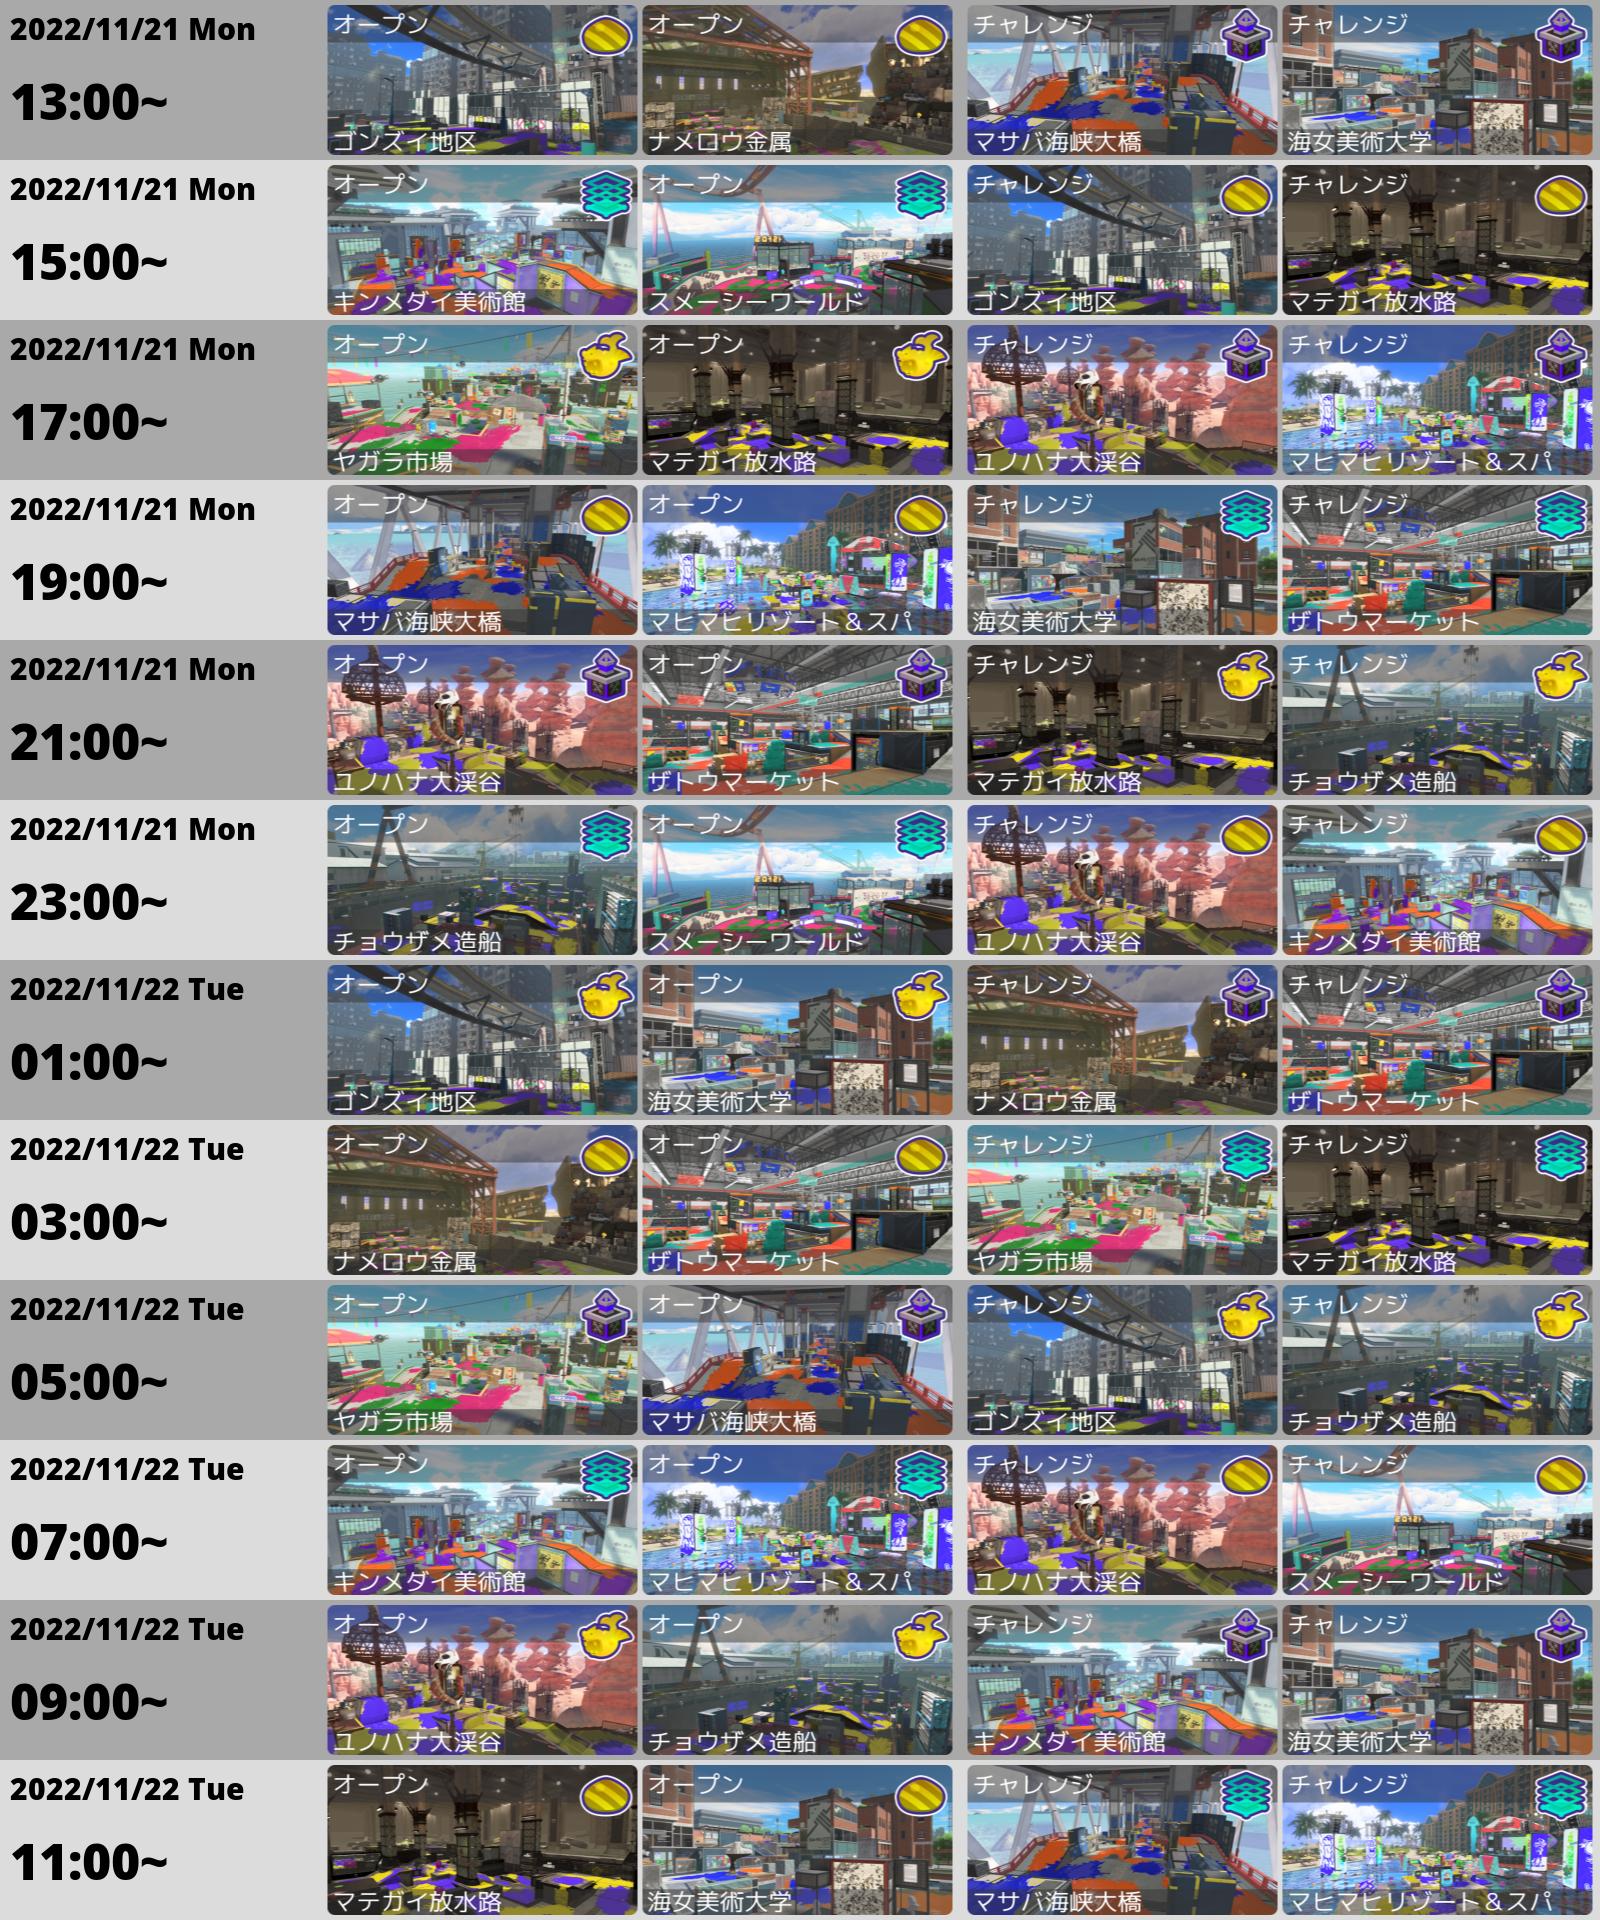 2022/11/21 Mon
13:00~
オープン オープン チャレンジ チャレンジ
ゴンズイ地区 ナメロウ金属 マサバ海峡大橋 海女美術大学
2022/11/21 Mon
15:00~
オープン オープン チャレンジ チャレンジ
キンメダイ美術館 スメーシーワールド ゴンズイ地区 マテガイ放水路
2022/11/21 Mon
17:00~
オープン オープン チャレンジ チャレンジ
ヤガラ市場 マテガイ放水路 ユノハナ大渓谷 マヒマヒリゾート&スパ
2022/11/21 Mon
19:00~
オープン オープン チャレンジ チャレンジ
マサバ海峡大橋 マヒマヒリゾート&スパ 海女美術大学 ザトウマーケット
2022/11/21 Mon
21:00~
オープン オープン チャレンジ チャレンジ
ユノハナ大渓谷 ザトウマーケット マテガイ放水路 チョウザメ造船
2022/11/21 Mon
23:00~
オープン オープン チャレンジ チャレンジ
チョウザメ造船 スメーシーワールド ユノハナ大渓谷 キンメダイ美術館
2022/11/22 Tue
01:00~
オープン オープン チャレンジ チャレンジ
ゴンズイ地区 海女美術大学 ナメロウ金属 ザトウマーケット
2022/11/22 Tue
03:00~
オープン オープン チャレンジ チャレンジ
ナメロウ金属 ザトウマーケット ヤガラ市場 マテガイ放水路
2022/11/22 Tue
05:00~
オープン オープン チャレンジ チャレンジ
ヤガラ市場 マサバ海峡大橋 ゴンズイ地区 チョウザメ造船
2022/11/22 Tue
07:00~
オープン オープン チャレンジ チャレンジ
キンメダイ美術館 マヒマヒリゾート&スパ ユノハナ大渓谷 スメーシーワールド
2022/11/22 Tue
09:00~
オープン オープン チャレンジ チャレンジ
ユノハナ大渓谷 チョウザメ造船 キンメダイ美術館 海女美術大学
2022/11/22 Tue
11:00~
オープン オープン チャレンジ チャレンジ
マテガイ放水路 海女美術大学 マサバ海峡大橋 マヒマヒリゾート&スパ